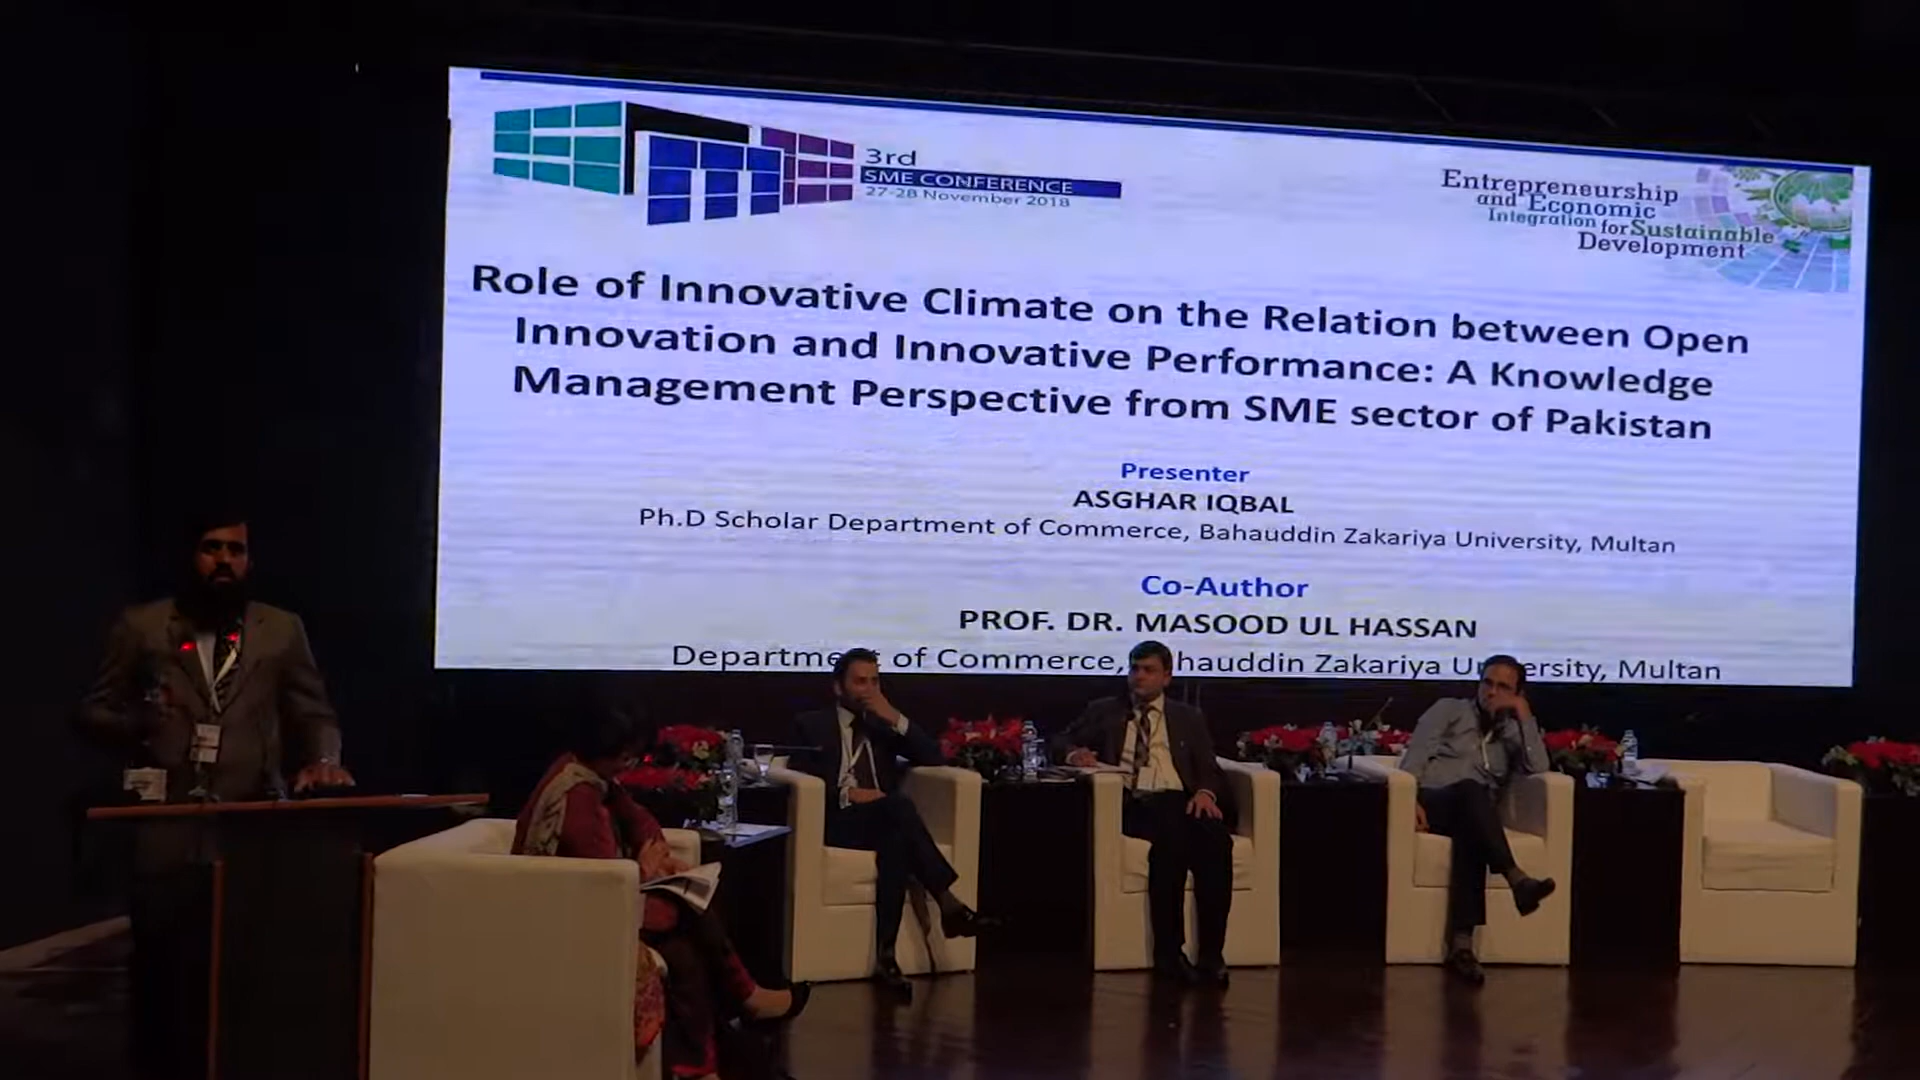 3rd
SME CONFERENCE
27-28 November 2018
Entrepreneurship
and Economic
Integration for Sustainable
Development
Role of Innovative Climate on the Relation between Open
Innovation and Innovative Performance: A Knowledge
Management Perspective from SME sector of Pakistan
Presenter
ASGHAR IQBAL
Ph.D Scholar Department of Commerce, Bahauddin Zakariya University, Multan
Co-Author
PROF. DR. MASOOD UL HASSAN
of Commerce, Zakariya Multan